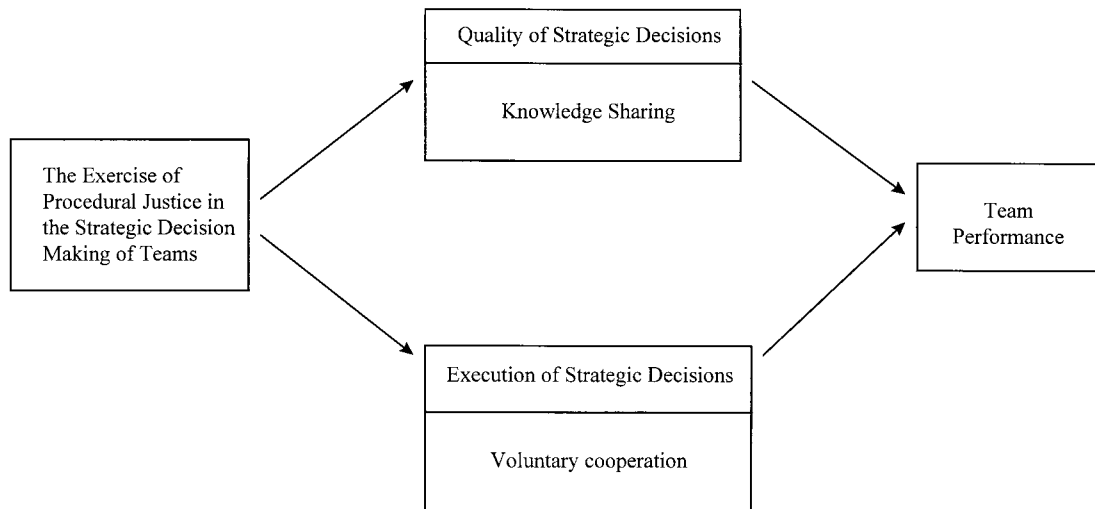 Quality of Strategic Decisions
Knowledge Sharing
The Exercise of
Procedural Justice in
the Strategic Decision
Making of Teams
Team
Performance
Execution of Strategic Decisions
Voluntary cooperation